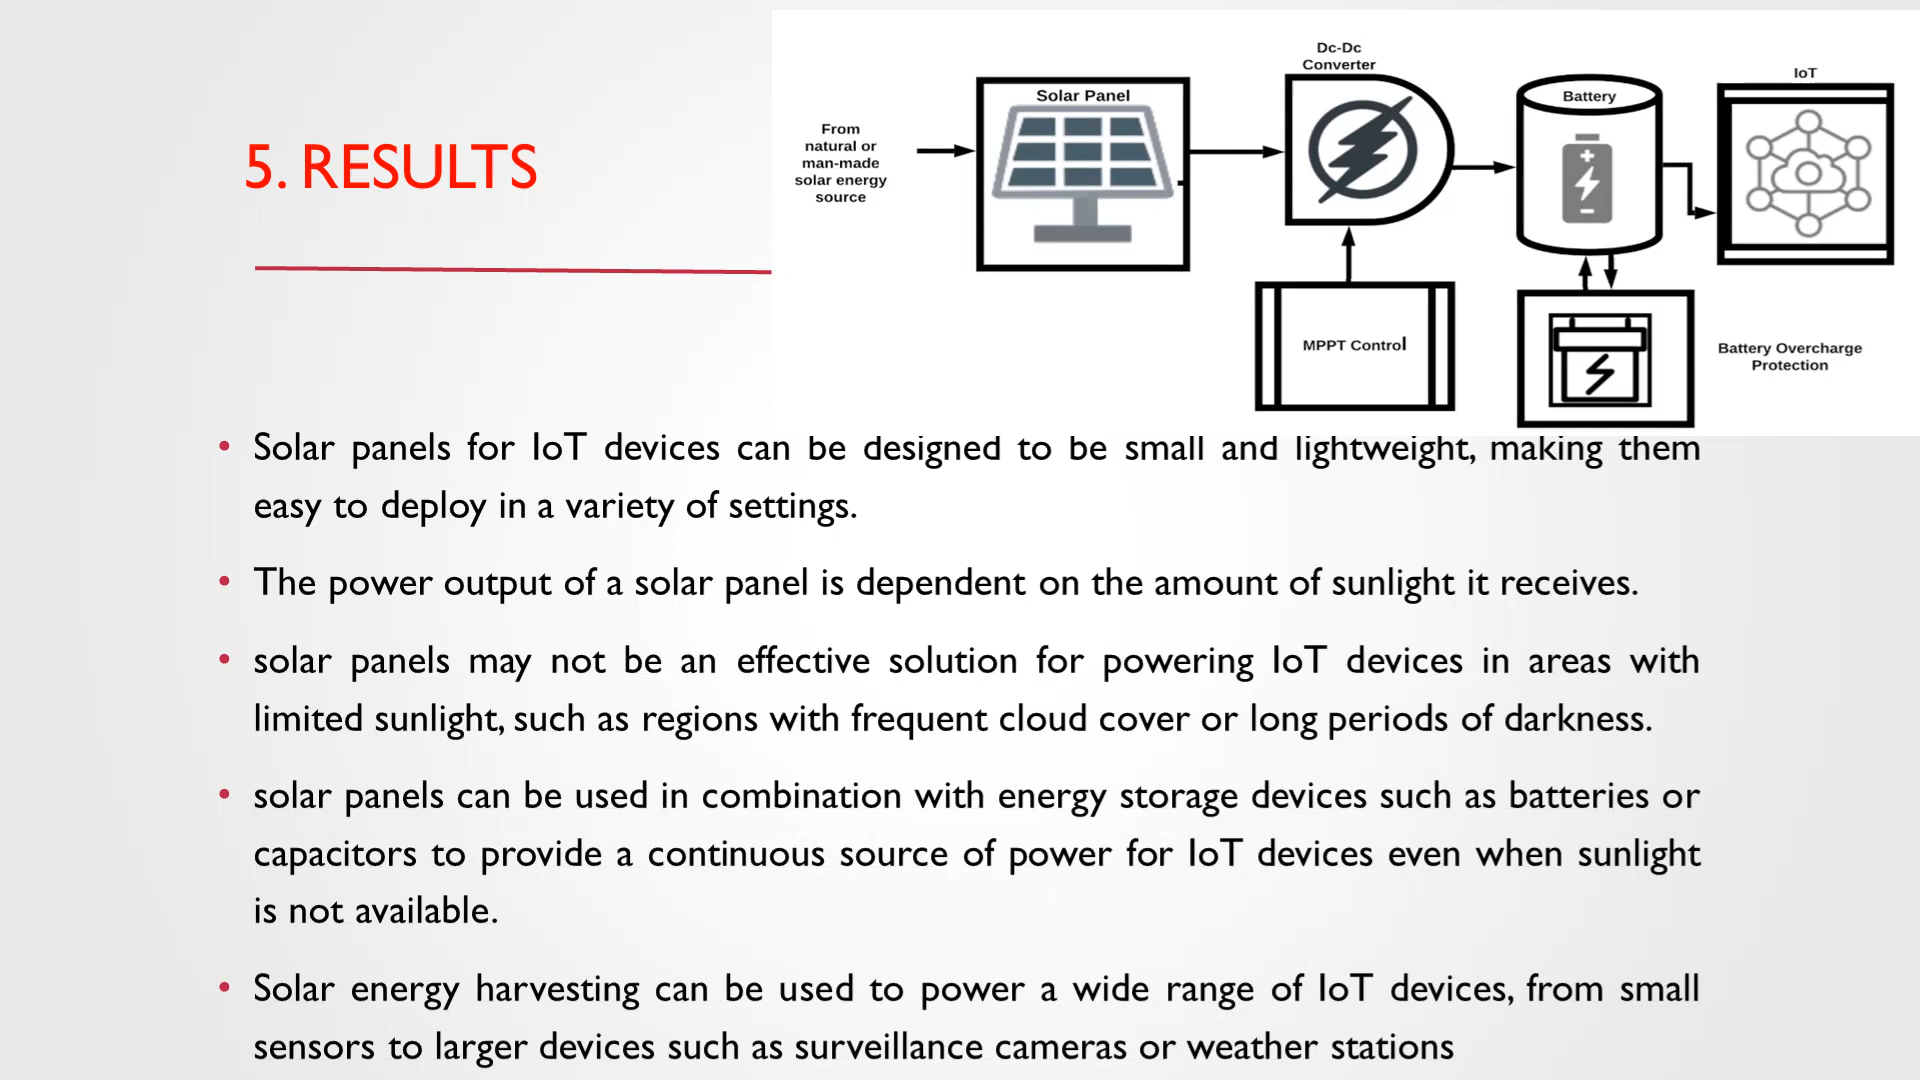 5. RESULTS
From
natural or
man-made
solar energy
source
Solar Panel
Dc-Dc
Converter
Battery
IoT
MPPT Control
Battery Overcharge
Protection
• Solar panels for IoT devices can be designed to be small and lightweight, making them
easy to deploy in a variety of settings.
• The power output of a solar panel is dependent on the amount of sunlight it receives.
• solar panels may not be an effective solution for powering IoT devices in areas with
limited sunlight, such as regions with frequent cloud cover or long periods of darkness.
• solar panels can be used in combination with energy storage devices such as batteries or
capacitors to provide a continuous source of power for IoT devices even when sunlight
is not available.
• Solar energy harvesting can be used to power a wide range of IoT devices, from small
sensors to larger devices such as surveillance cameras or weather stations